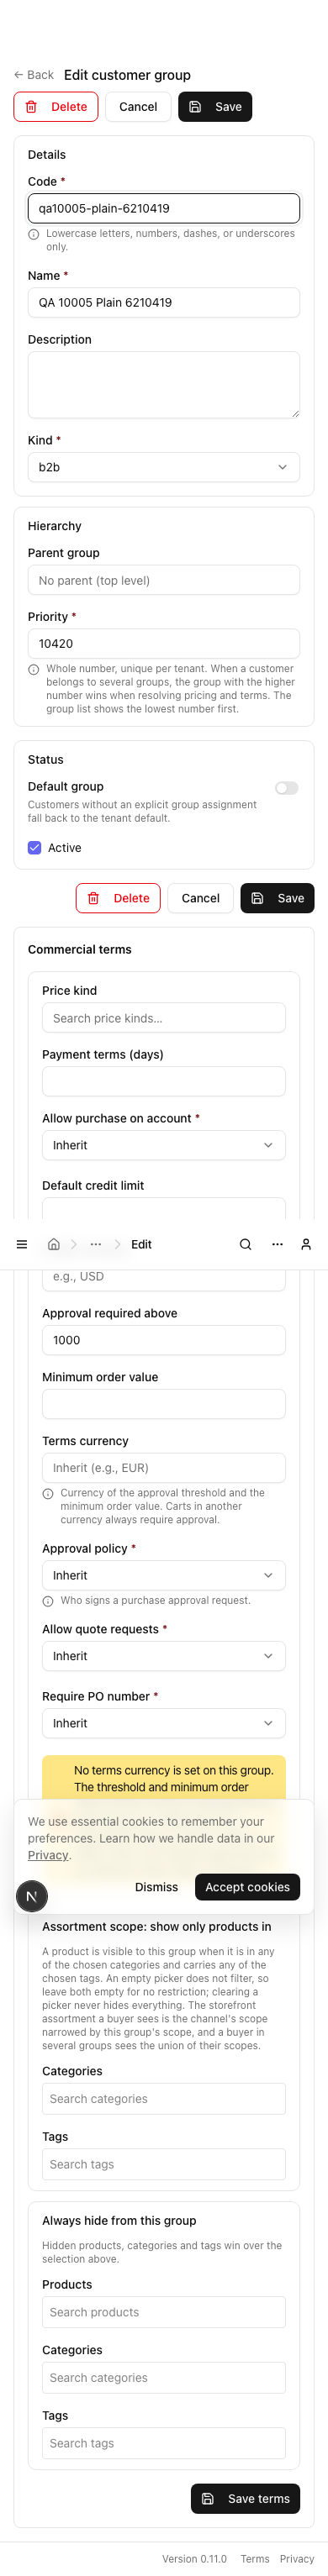 ← Back Edit customer group
Delete Cancel Save
Details
Code *
qa10005-plain-6210419
Lowercase letters, numbers, dashes, or underscores
only.
Name *
QA 10005 Plain 6210419
Description
Kind *
b2b
Hierarchy
Parent group
No parent (top level)
Priority *
10420
Whole number, unique per tenant. When a customer
belongs to several groups, the group with the higher
number wins when resolving pricing and terms. The
group list shows the lowest number first.
Status
Default group
Customers without an explicit group assignment
fall back to the tenant default.
Active
Delete Cancel Save
Commercial terms
Price kind
Search price kinds...
Payment terms (days)
Allow purchase on account *
Inherit
Default credit limit
Edit
e.g., USD
Approval required above
1000
Minimum order value
Terms currency
Inherit (e.g., EUR)
Currency of the approval threshold and the
minimum order value. Carts in another
currency always require approval.
Approval policy *
Inherit
Who signs a purchase approval request.
Allow quote requests *
Inherit
Require PO number *
Inherit
No terms currency is set on this group.
The threshold and minimum order
We use essential cookies to remember your
preferences. Learn how we handle data in our
Privacy.
Dismiss Accept cookies
N
Assortment scope: show only products in
A product is visible to this group when it is in any
of the chosen categories and carries any of the
chosen tags. An empty picker does not filter, so
leave both empty for no restriction; clearing a
picker never hides everything. The storefront
assortment a buyer sees is the channel's scope
narrowed by this group's scope, and a buyer in
several groups sees the union of their scopes.
Categories
Search categories
Tags
Search tags
Always hide from this group
Hidden products, categories and tags win over the
selection above.
Products
Search products
Categories
Search categories
Tags
Search tags
Save terms
Version 0.11.0 Terms Privacy